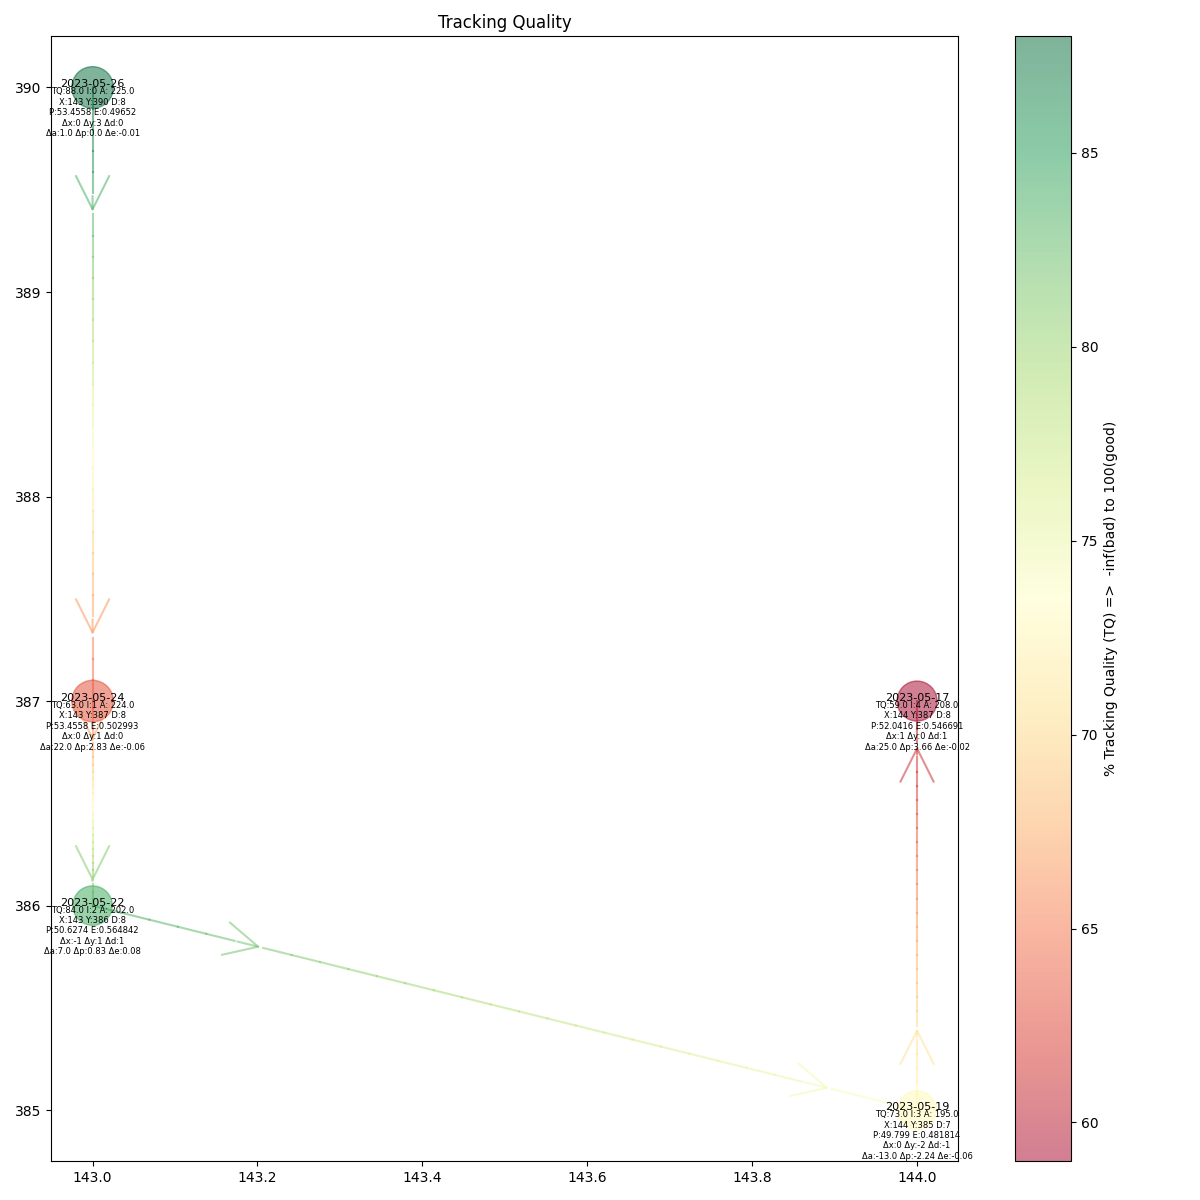 Tracking Quality
390
389
388
387
386
385
143.0
143.2
143.4
143.6
143.8
144.0
2023-05-26
TQ:88.0 I:0 A: 225.0
X:143 Y:390 D:8
P:53.4558 E:0.49652
Δx:0 Δy:3 Δd:0
Δa:1.0 Δp:0.0 Δe:-0.01
2023-05-24
TQ:63.0 I:1 A: 224.0
X:143 Y:387 D:8
P:53.4558 E:0.502993
Δx:0 Δy:1 Δd:0
Δa:22.0 Δp:2.83 Δe:-0.06
2023-05-22
TQ:84.0 I:2 A: 202.0
X:143 Y:386 D:8
P:50.6274 E:0.564842
Δx:-1 Δy:1 Δd:1
Δa:7.0 Δp:0.83 Δe:0.08
2023-05-17
TQ:59.0 I:4 A: 208.0
X:144 Y:387 D:8
P:52.0416 E:0.546691
Δx:1 Δy:0 Δd:1
Δa:25.0 Δp:3.66 Δe:-0.02
2023-05-19
TQ:73.0 I:3 A: 195.0
X:144 Y:385 D:7
P:49.799 E:0.481814
Δx:0 Δy:-2 Δd:-1
Δa:-13.0 Δp:-2.24 Δe:-0.06
85
80
75
70
65
60
% Tracking Quality (TQ) => -inf(bad) to 100(good)